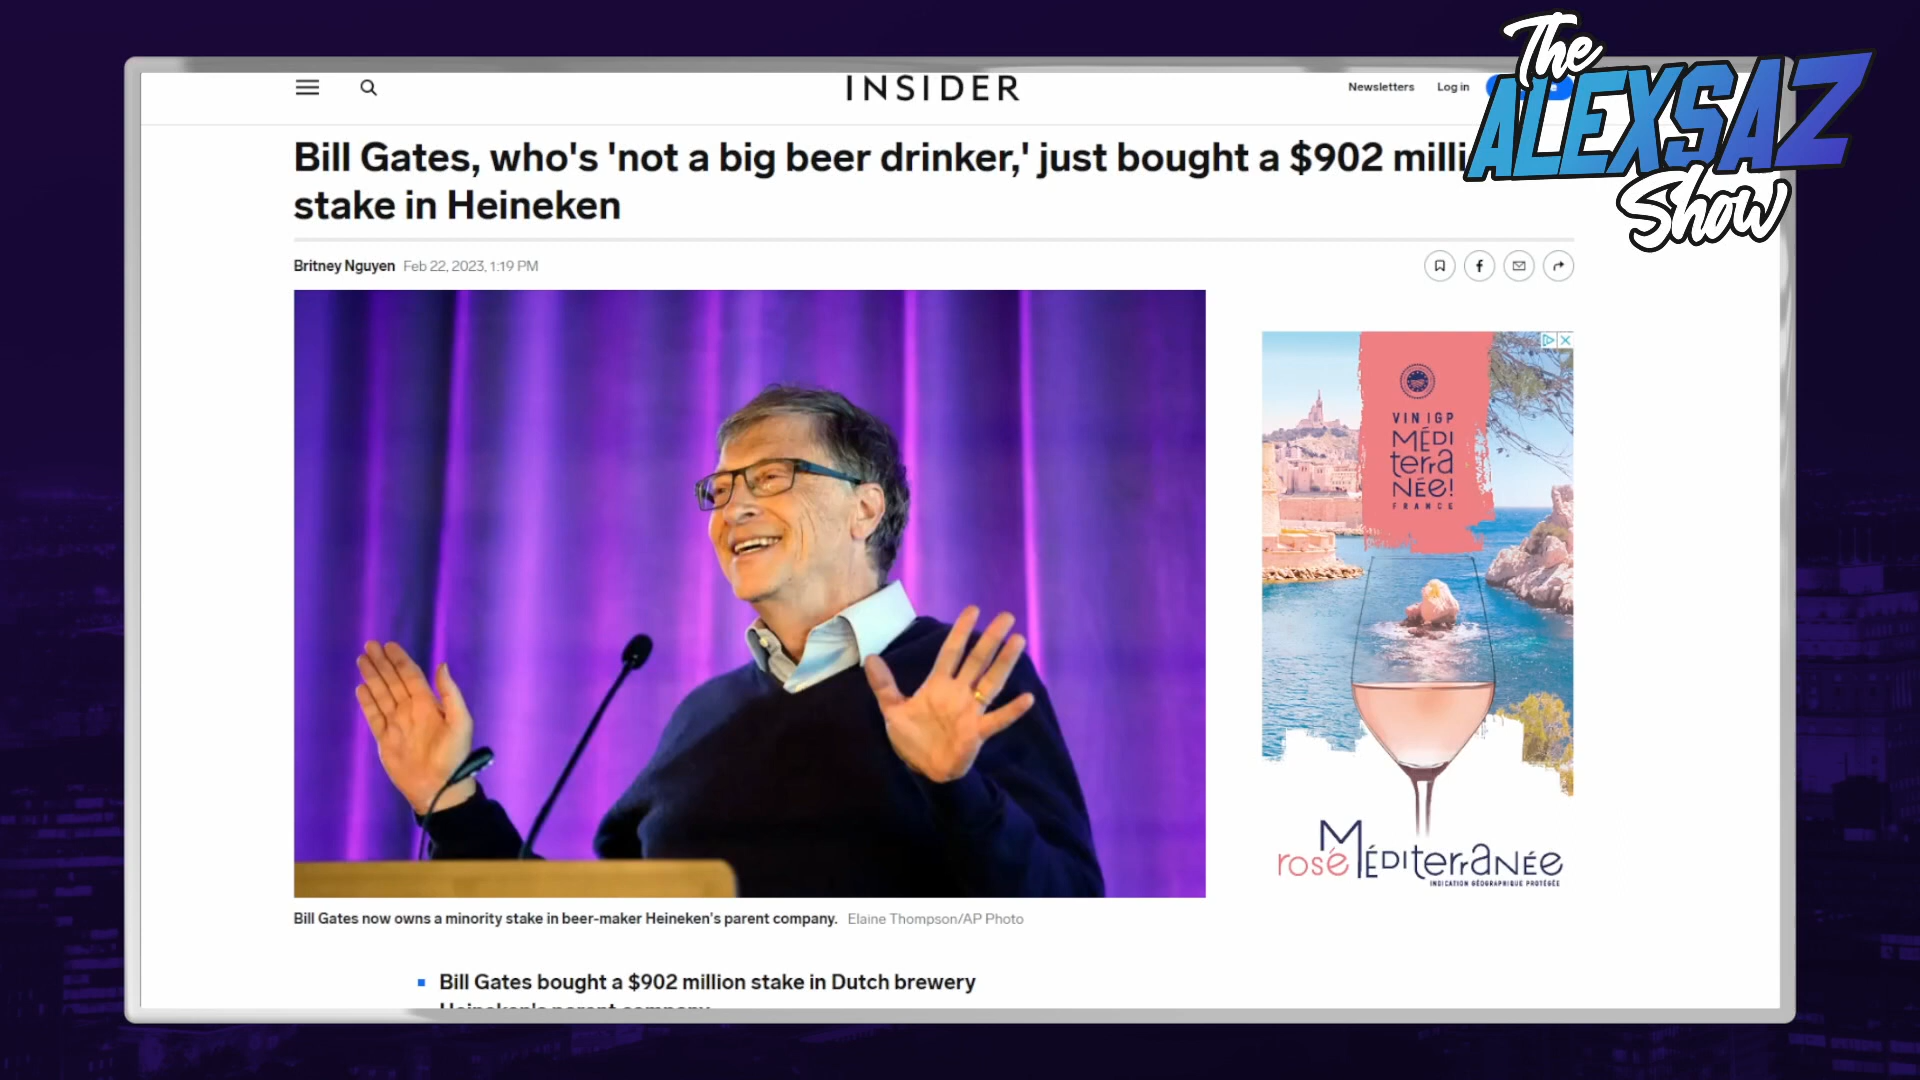 The
ALEXSAZ
Show
INSIDER
Newsletters Log in
Bill Gates, who's 'not a big beer drinker,' just bought a $902
stake in Heineken
Britney Nguyen Feb 22, 2023, 1:19 PM
VIN IGP
MÉDI
terra
NÉe!
FRANCE
rosé MÉDiterraNÉE
INDICATION GÉOGRAPHIQUE PROTÉGÉE
Bill Gates now owns a minority stake in beer-maker Heineken's parent company. Elaine Thompson/AP Photo
Bill Gates bought a $902 million stake in Dutch brewery
Heineken's parent company